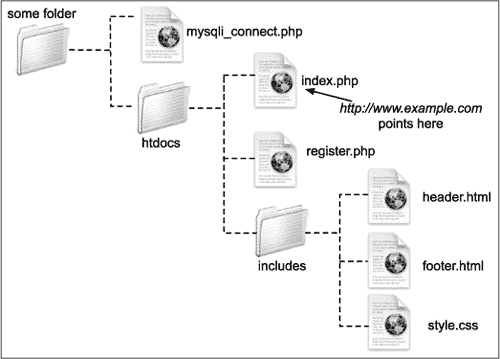 some folder
mysqli_connect.php
htdocs
index.php
http://www.example.com
points here
register.php
includes
header.html
footer.html
style.css